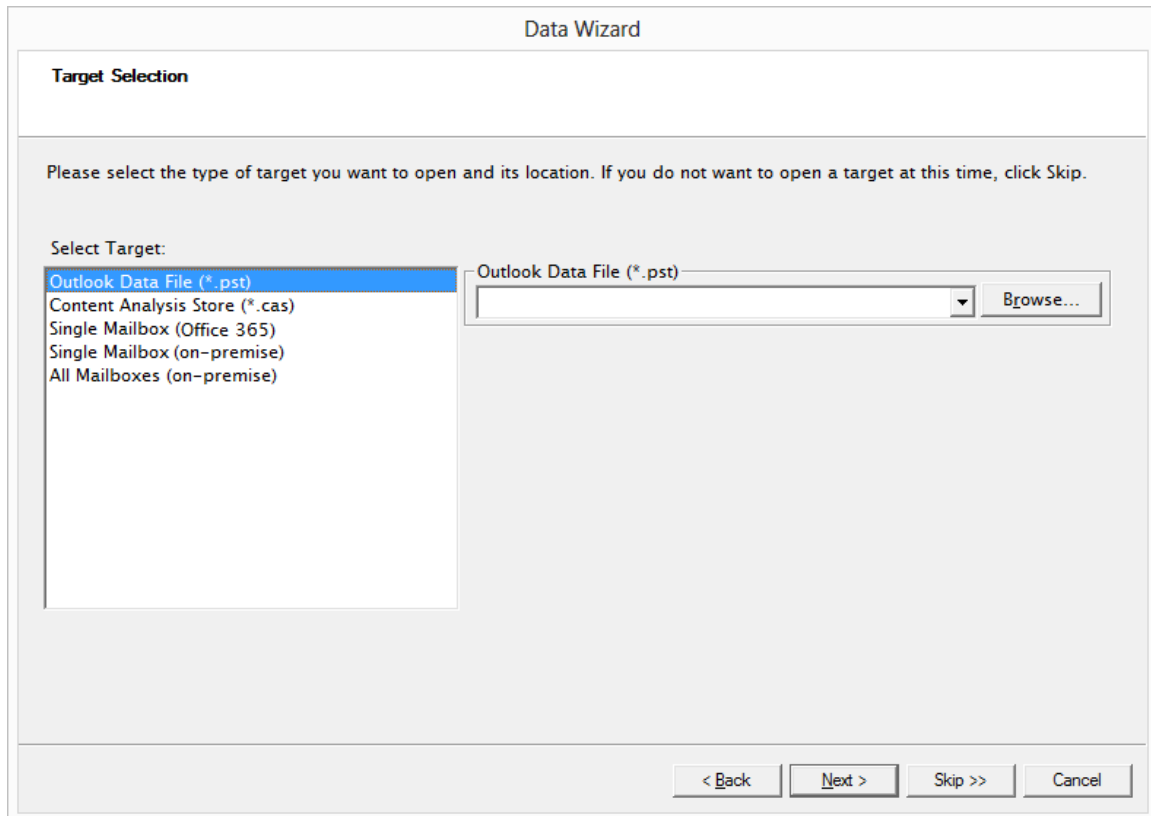 Data Wizard
Target Selection
Please select the type of target you want to open and its location. If you do not want to open a target at this time, click Skip.
Select Target:
Outlook Data File (*.pst)
Content Analysis Store (*.cas)
Single Mailbox (Office 365)
Single Mailbox (on-premise)
All Mailboxes (on-premise)
Outlook Data File (*.pst)
Browse...
< Back
Next >
Skip >>
Cancel